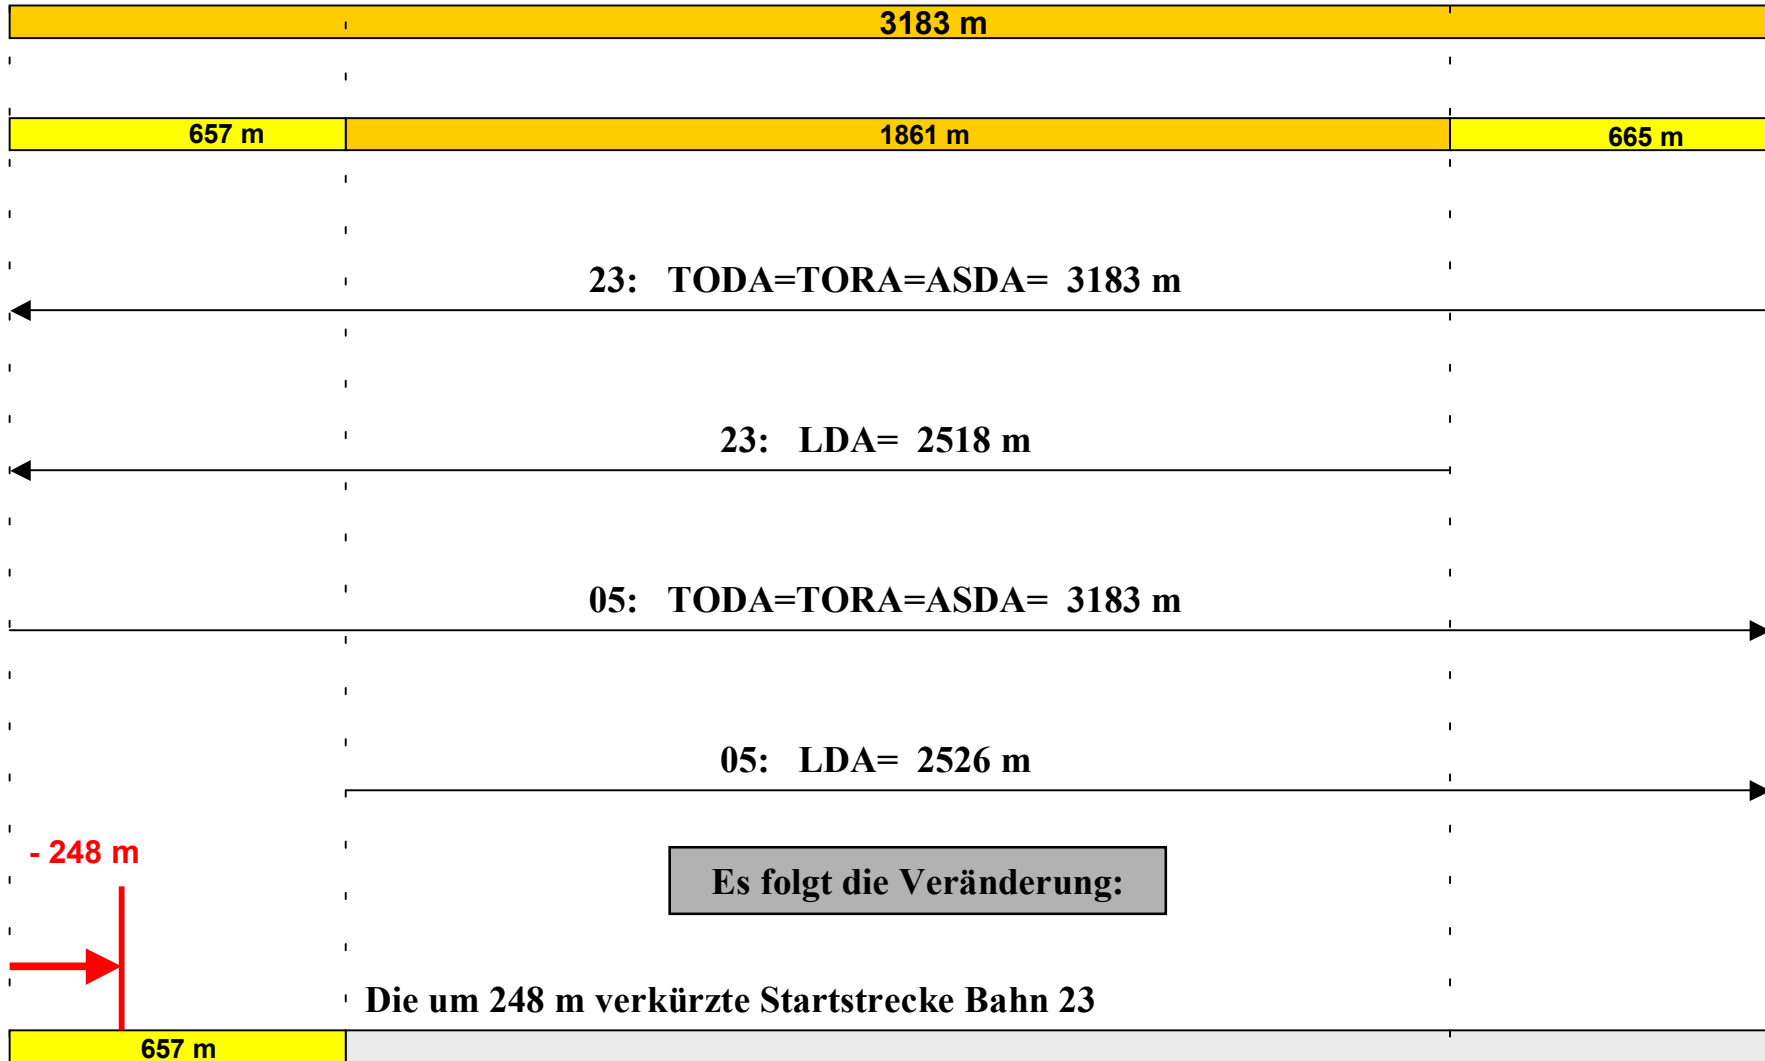 3183 m
657 m 1861 m 665 m
23: TODA=TORA=ASDA= 3183 m
23: LDA= 2518 m
05: TODA=TORA=ASDA= 3183 m
05: LDA= 2526 m
- 248 m
Es folgt die Veränderung:
Die um 248 m verkürzte Startstrecke Bahn 23
657 m